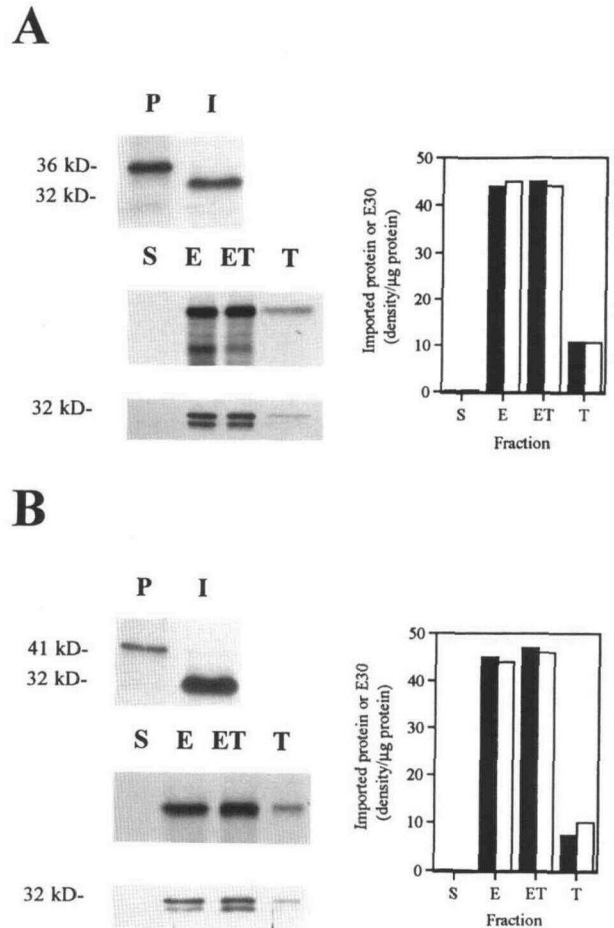 A
P I
36 kD-
32 kD-
S E ET T
32 kD-
Imported protein or E30
(density/μg protein)
50
40
30
20
10
0
S E ET T
Fraction
B
P I
41 kD-
32 kD-
S E ET T
32 kD-
Imported protein or E30
(density/μg protein)
50
40
30
20
10
0
S E ET T
Fraction